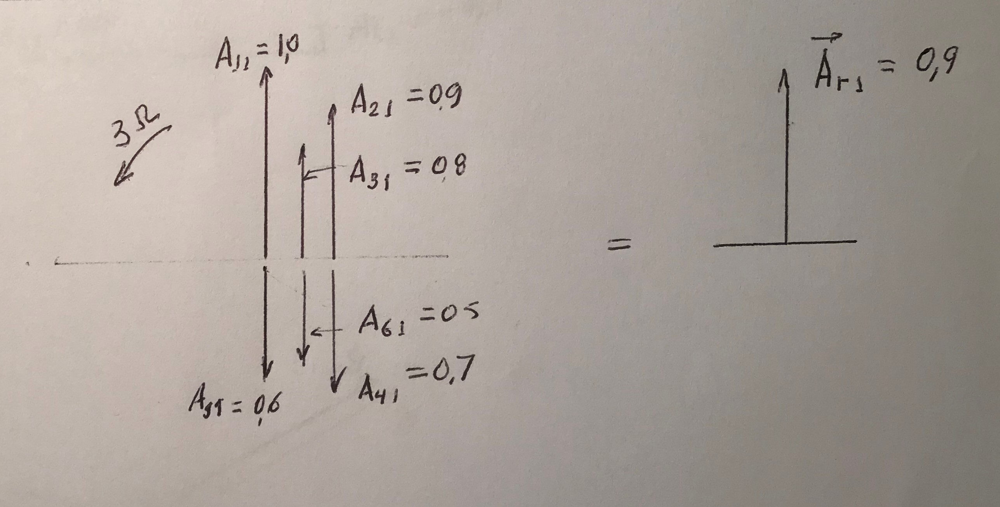 A₁₁ = 1,0
A₂₁ = 0,9
3Ω
A₃₁ = 0,8
A₆₁ = 0 5
A₄₁ = 0,7
A₅₁ = 0,6
=
A⃗r₁ = 0,9